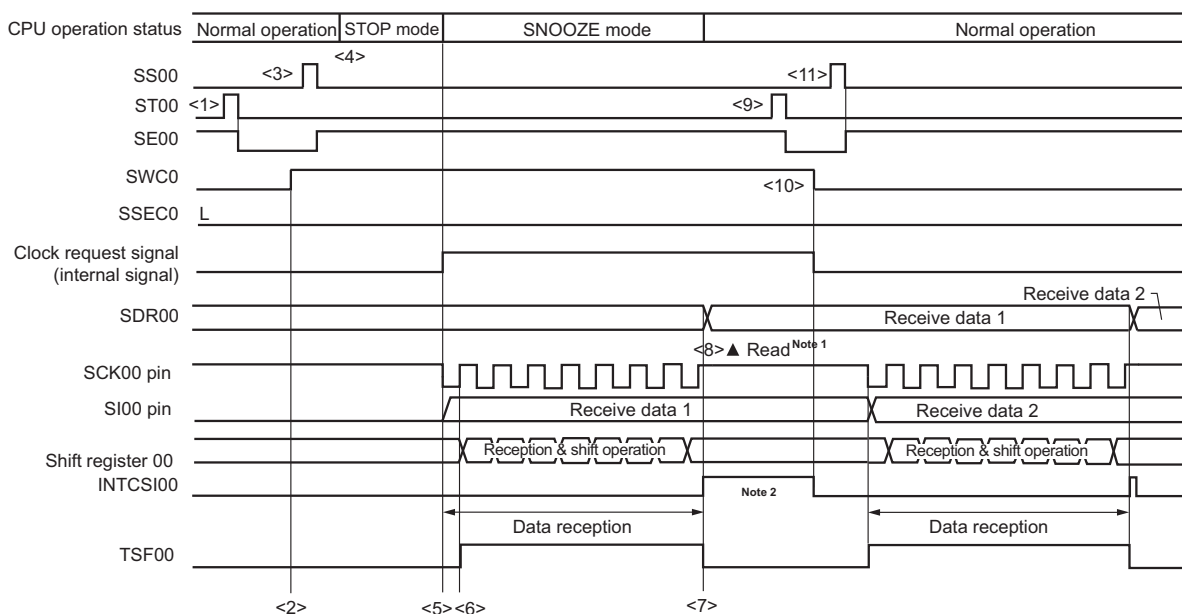 CPU operation status Normal operation STOP mode SNOOZE mode Normal operation
<4>
SS00 <3> <11>
ST00 <1> <9>
SE00
SWC0 <10>
SSEC0 L
Clock request signal
(internal signal)
Receive data 2
SDR00 Receive data 1
<8>▲ Read Note 1
SCK00 pin
SI00 pin Receive data 1 Receive data 2
Shift register 00 Reception & shift operation Reception & shift operation
INTCSI00 Note 2
Data reception Data reception
TSF00
<2> <5><6> <7>